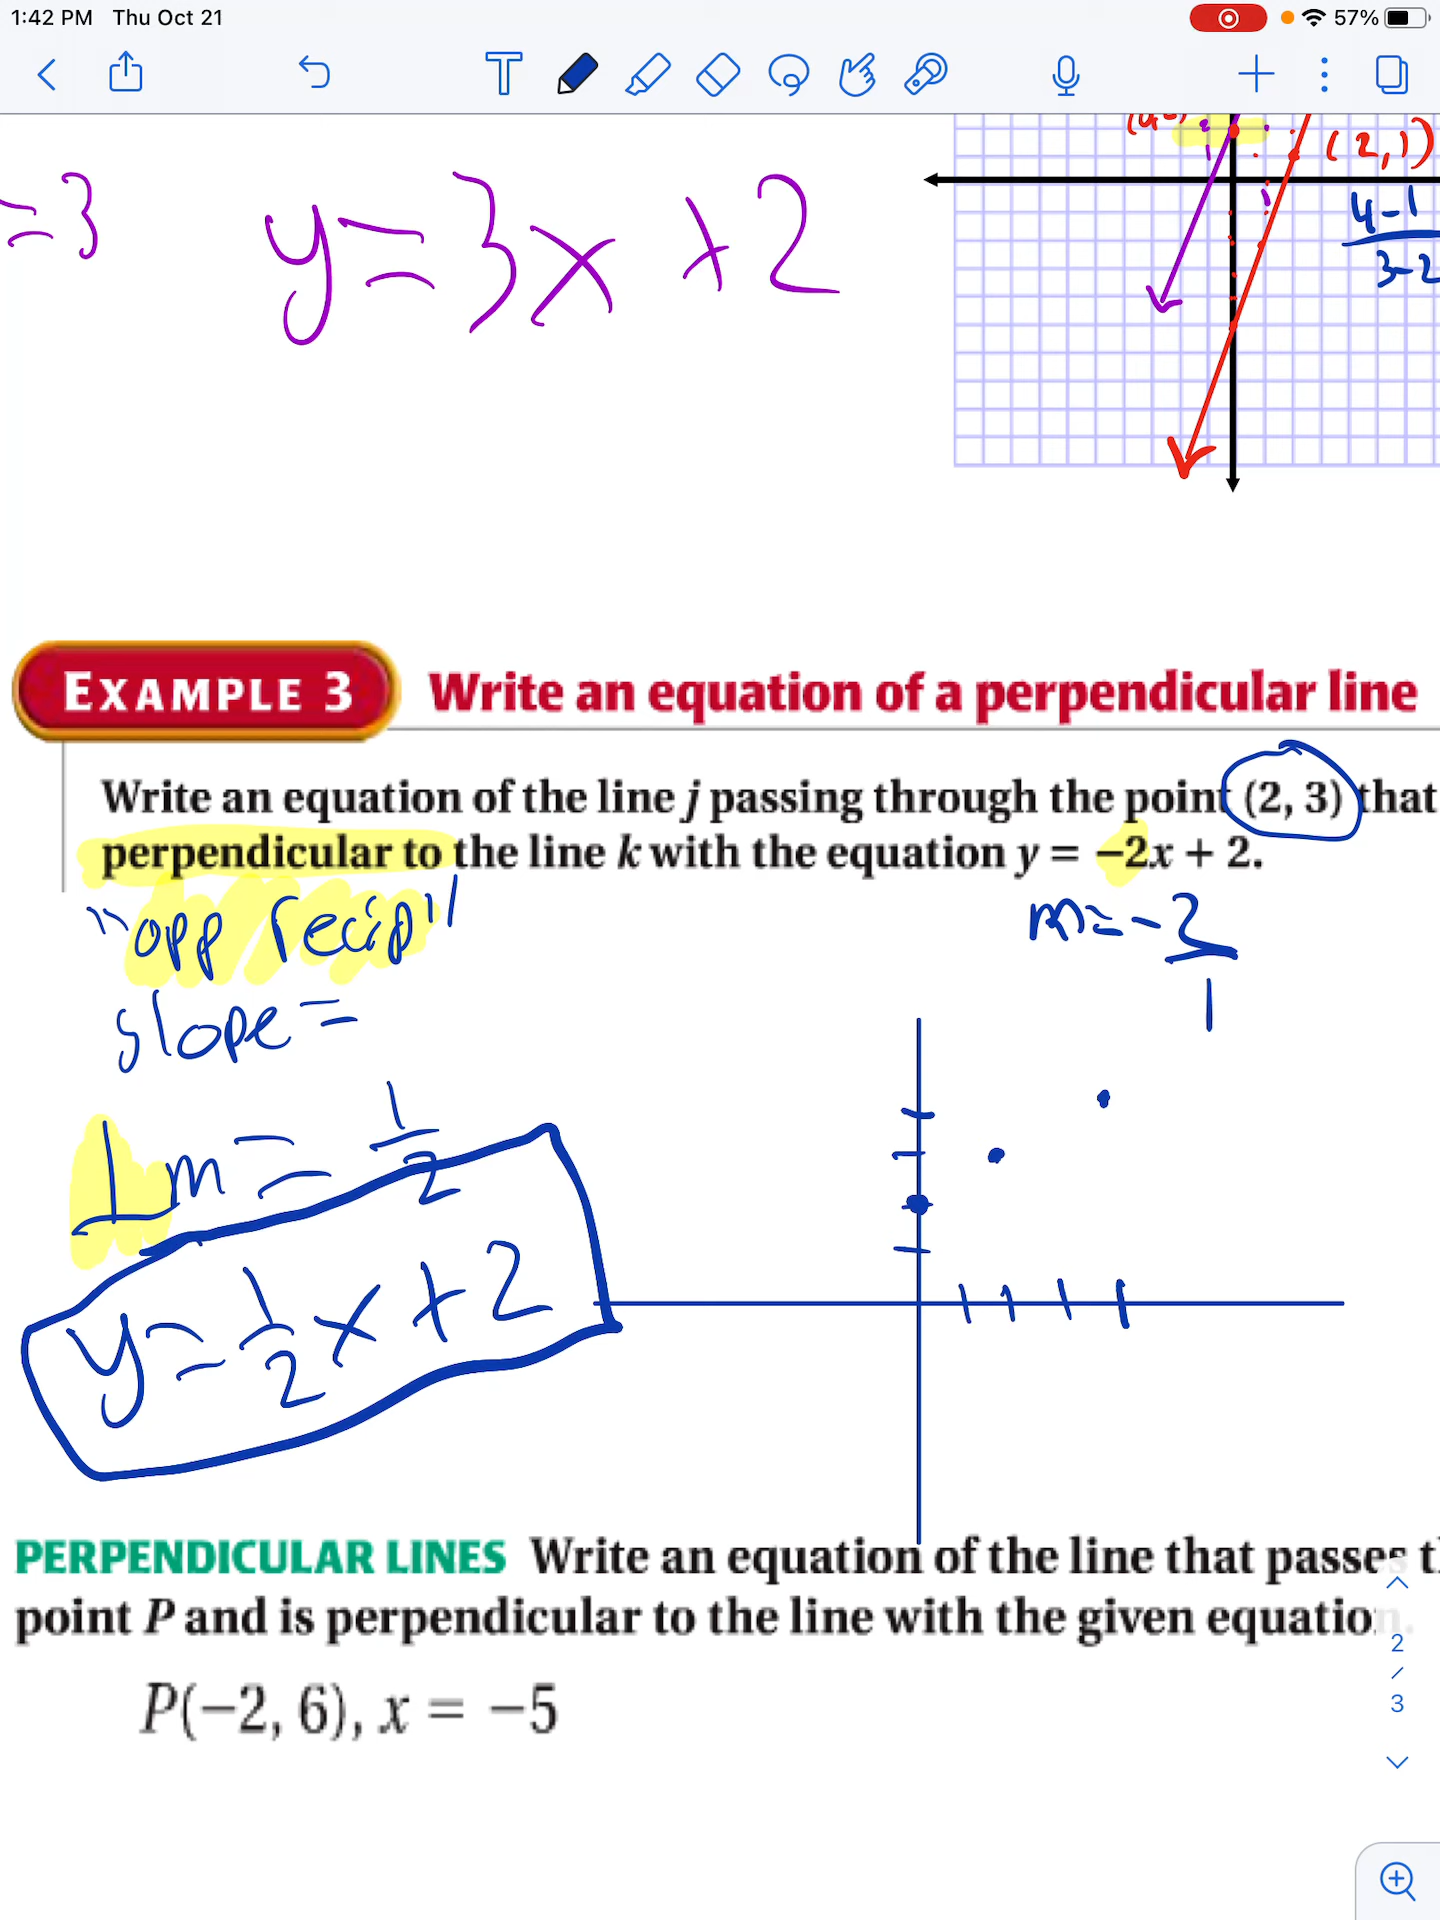 1:42 PM Thu Oct 21
57%
T
(2,1)
=3
y=3x+2
4-1
3-2
EXAMPLE 3 Write an equation of a perpendicular line
Write an equation of the line j passing through the point (2, 3) that
perpendicular to the line k with the equation y = −2x + 2.
"opp recip"
m=-2
1
slope=
⊥m=1/2
y=1/2x+2
PERPENDICULAR LINES Write an equation of the line that passes
point P and is perpendicular to the line with the given equation.
P(−2, 6), x = −5
2
/
3